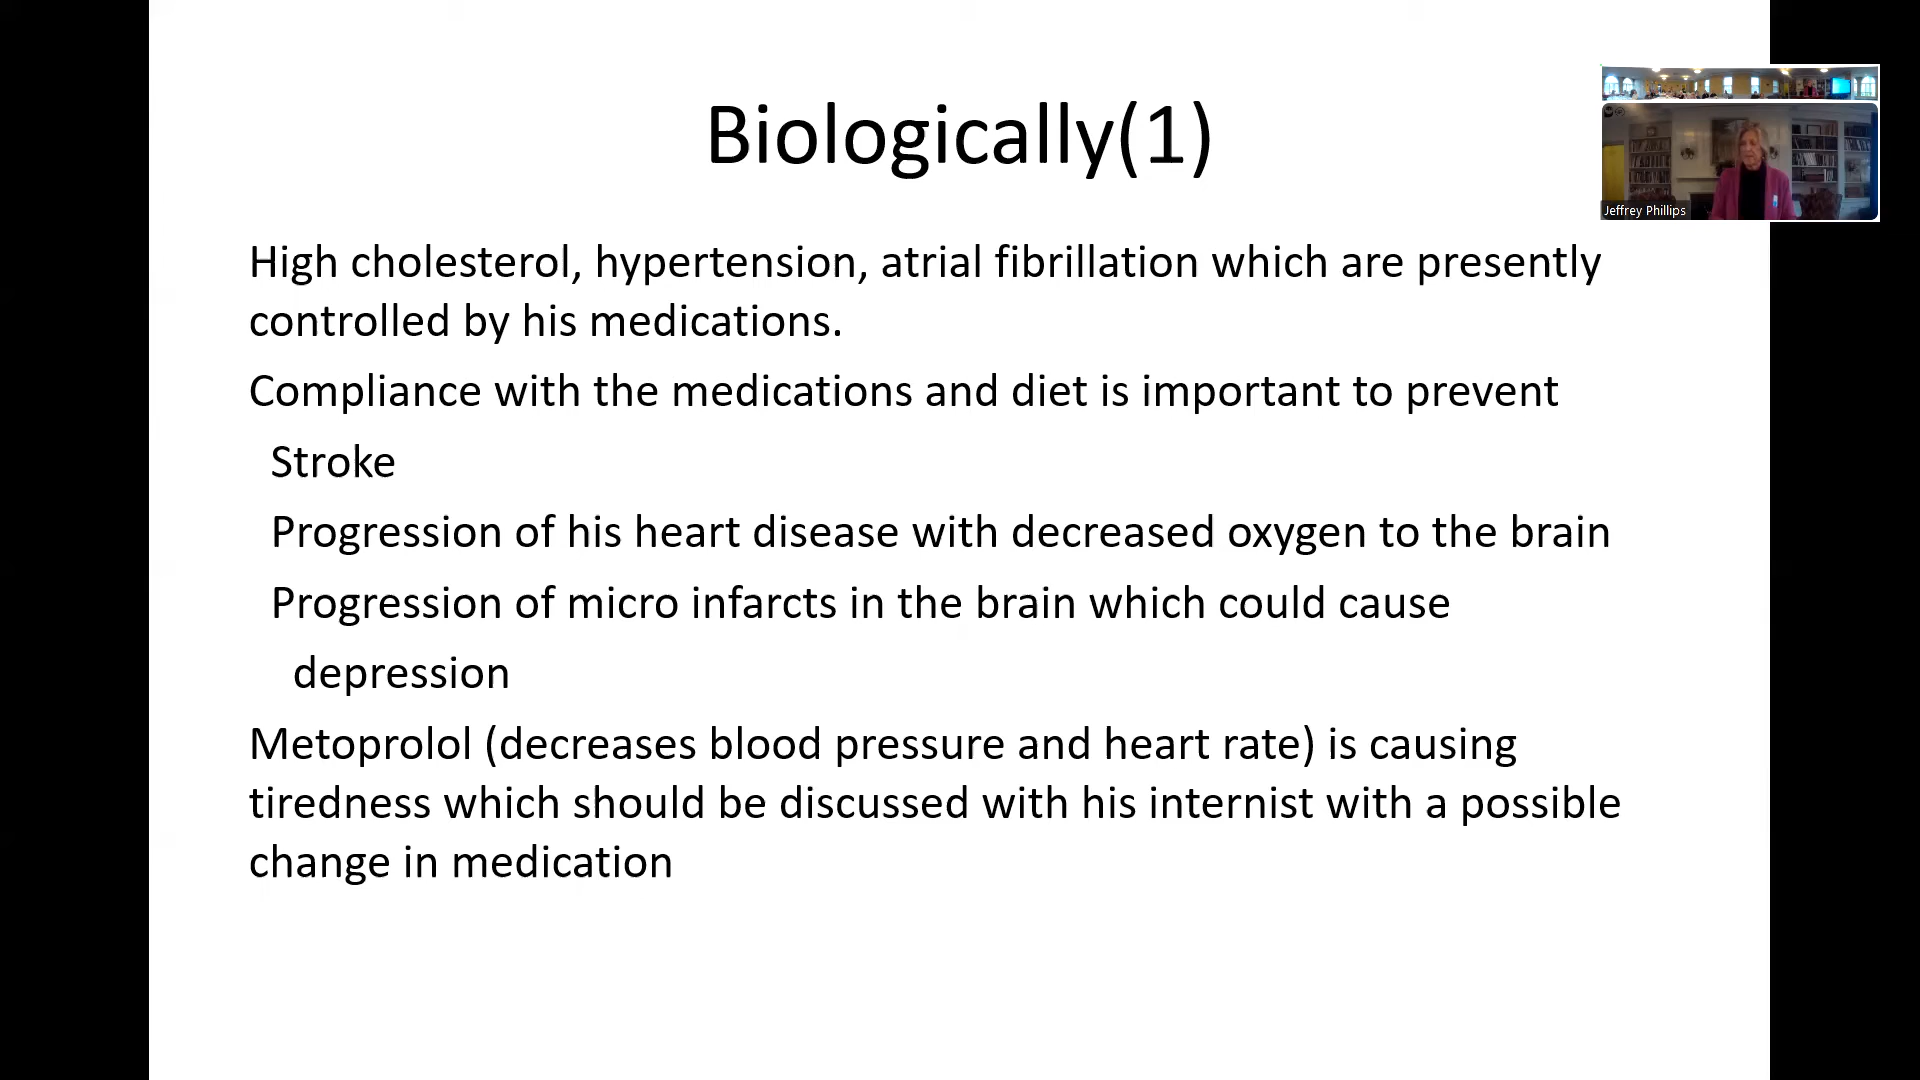 Biologically(1)
Jeffrey Phillips
High cholesterol, hypertension, atrial fibrillation which are presently
controlled by his medications.
Compliance with the medications and diet is important to prevent
Stroke
Progression of his heart disease with decreased oxygen to the brain
Progression of micro infarcts in the brain which could cause
depression
Metoprolol (decreases blood pressure and heart rate) is causing
tiredness which should be discussed with his internist with a possible
change in medication